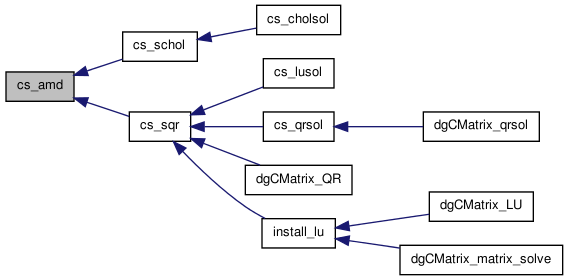 cs_cholsol
cs_schol
cs_amd
cs_lusol
cs_sqr
cs_qrsol
dgCMatrix_qrsol
dgCMatrix_QR
dgCMatrix_LU
install_lu
dgCMatrix_matrix_solve